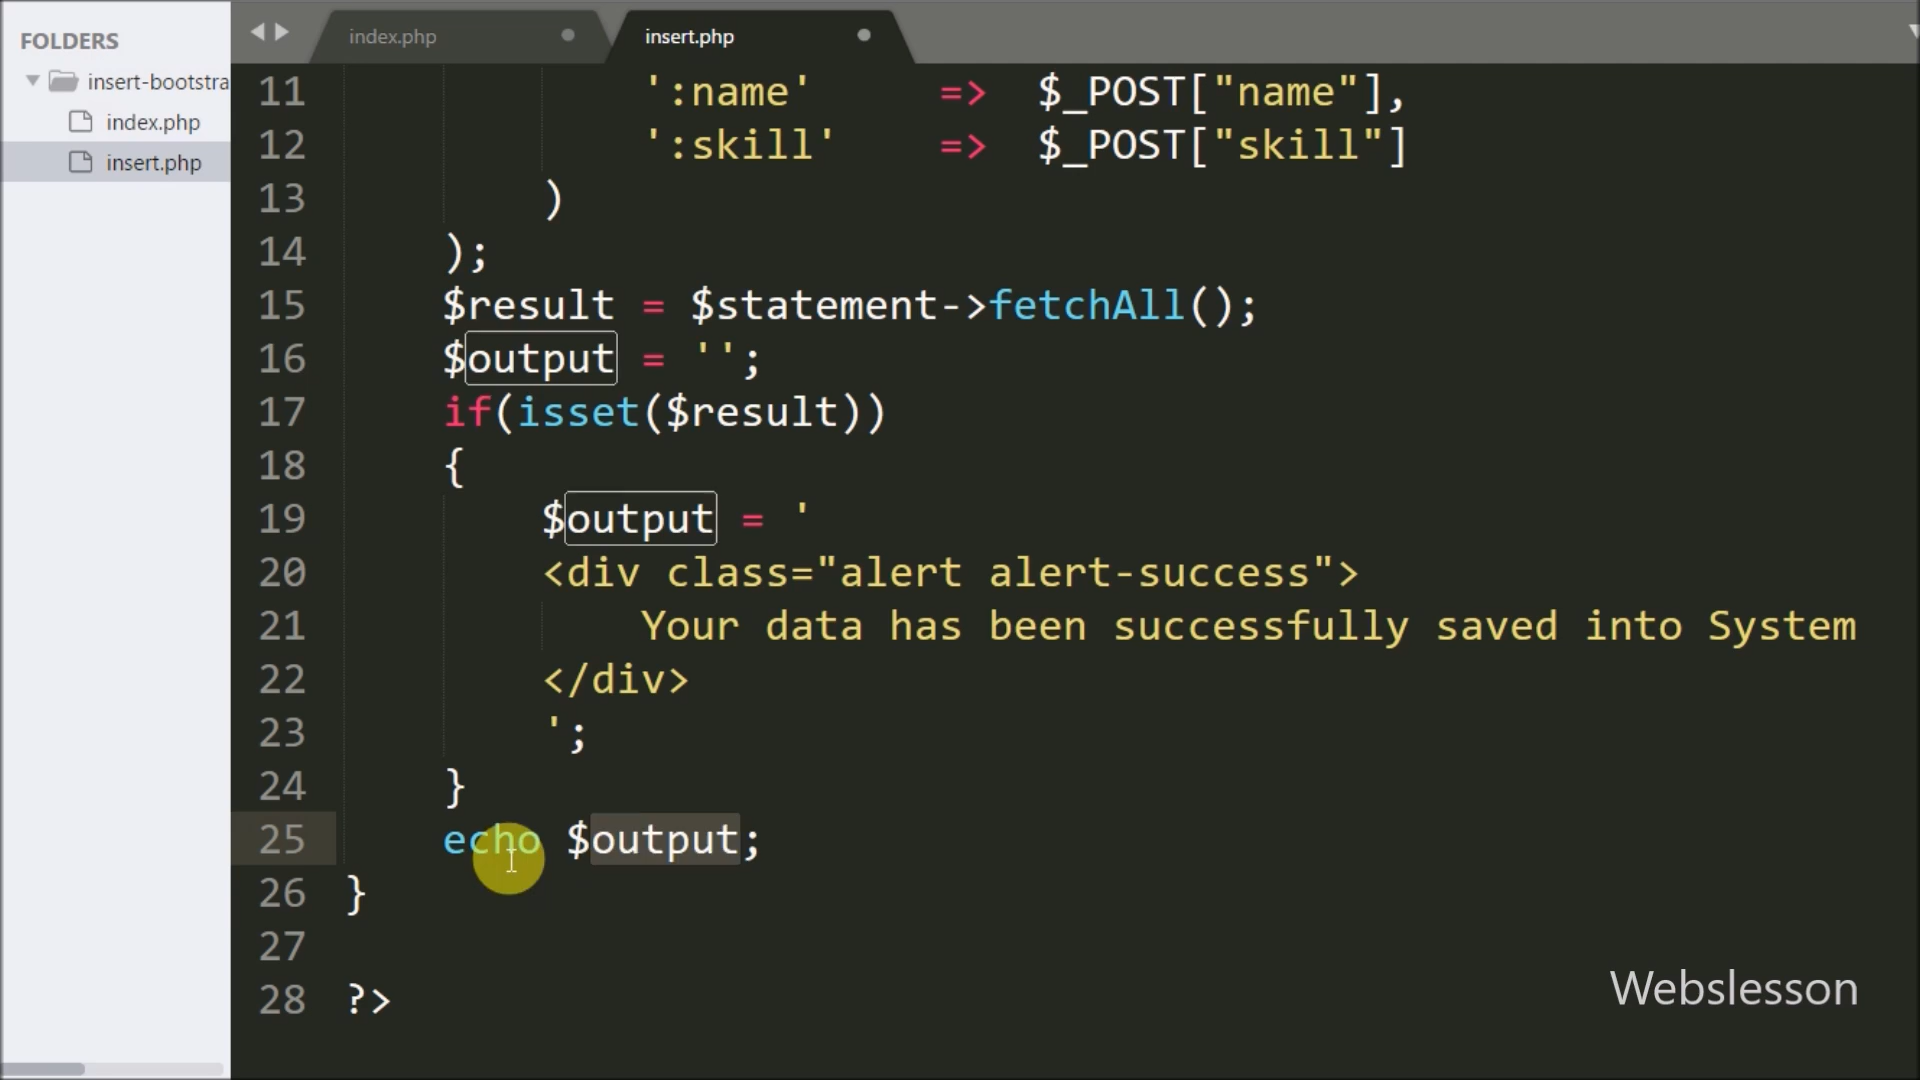 FOLDERS
insert-bootstra
index.php
insert.php
index.php
insert.php
11 ':name' => $_POST["name"],
12 ':skill' => $_POST["skill"]
13 )
14 );
15 $result = $statement->fetchAll();
16 $output = '';
17 if(isset($result))
18 {
19 $output = '
20 <div class="alert alert-success">
21 Your data has been successfully saved into System
22 </div>
23 ';
24 }
25 echo $output;
26 }
27
28 ?>
Webslesson